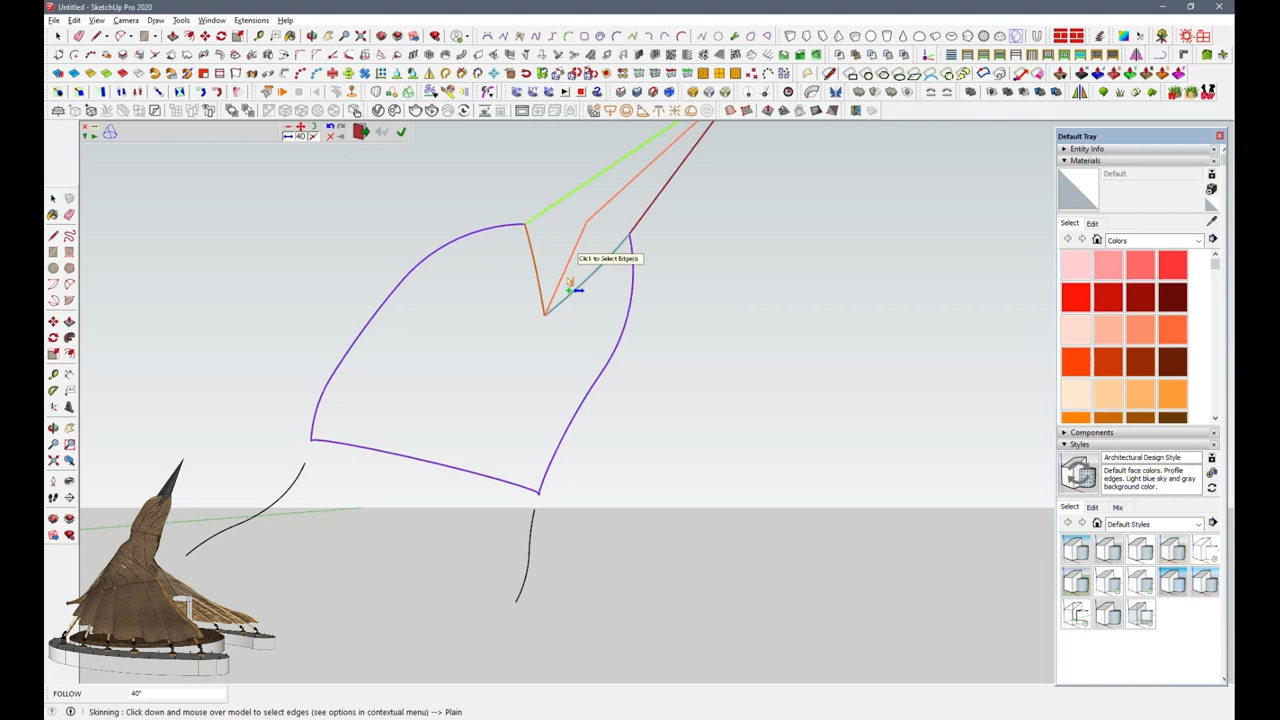 Untitled - SketchUp Pro 2020
File Edit View Camera Draw Tools Window Extensions Help
40
Default Tray
Entity Info
Materials
Default
Select Edit
Colors
Click to Select Edge(s)
Components
Styles
Architectural Design Style
Default face colors. Profile
edges. Light blue sky and gray
background color.
Select Edit Mix
Default Styles
FOLLOW 40°
Skinning : Click down and mouse over model to select edges (see options in contextual menu) --> Plain